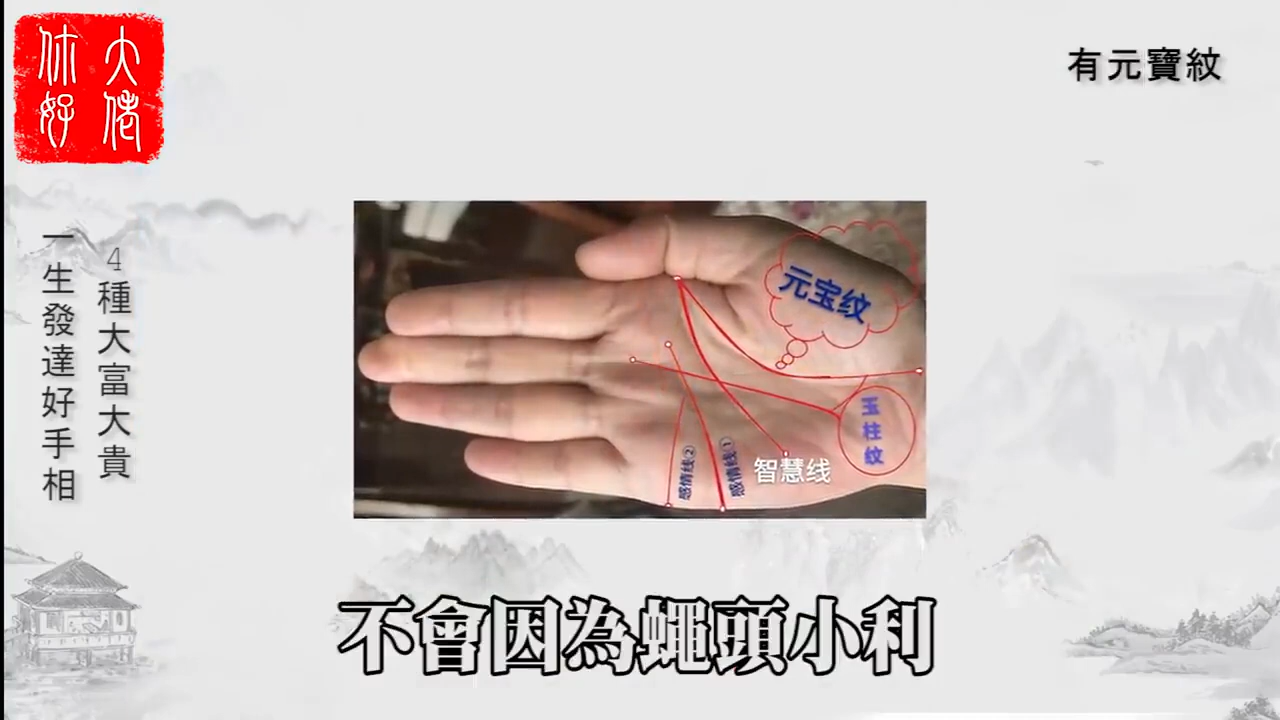 大佬
休好
有元寶紋
4種大富大貴
一生發達好手相
元宝纹
玉柱纹
感情线②
感情线①
智慧线
不會因為蠅頭小利